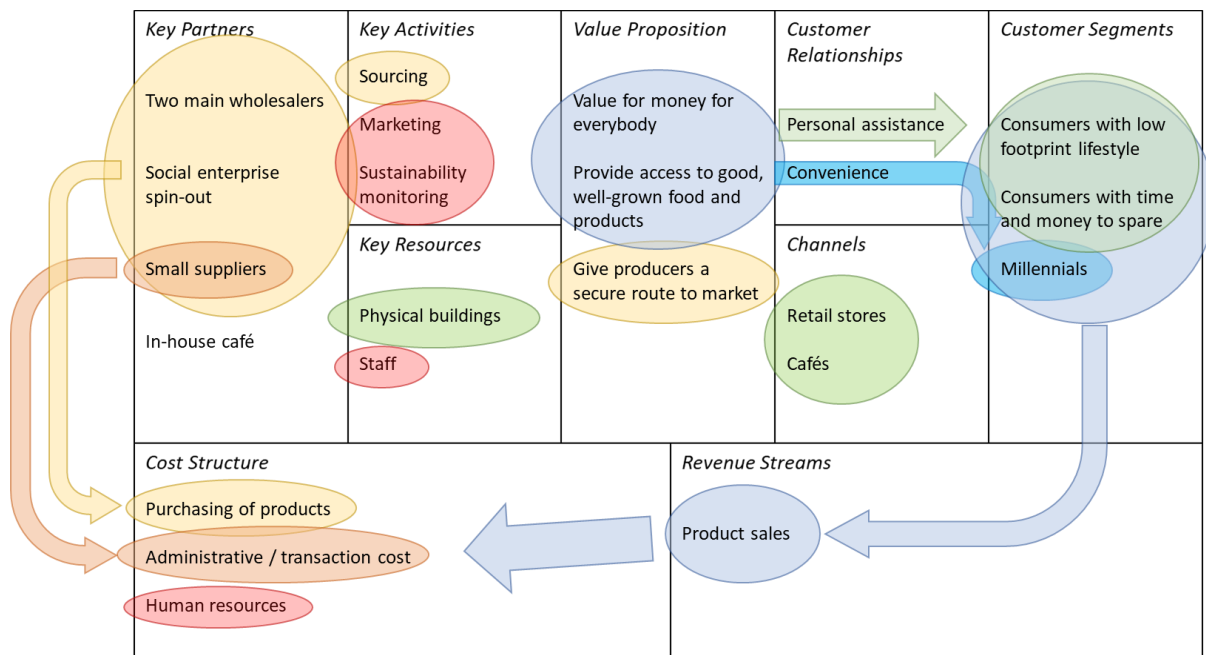 Key Partners
Two main wholesalers
Social enterprise
spin-out
Small suppliers
In-house café
Key Activities
Sourcing
Marketing
Sustainability
monitoring
Key Resources
Physical buildings
Staff
Value Proposition
Value for money for
everybody
Provide access to good,
well-grown food and
products
Give producers a
secure route to market
Customer
Relationships
Personal assistance
Convenience
Channels
Retail stores
Cafés
Customer Segments
Consumers with low
footprint lifestyle
Consumers with time
and money to spare
Millennials
Cost Structure
Purchasing of products
Administrative / transaction cost
Human resources
Revenue Streams
Product sales